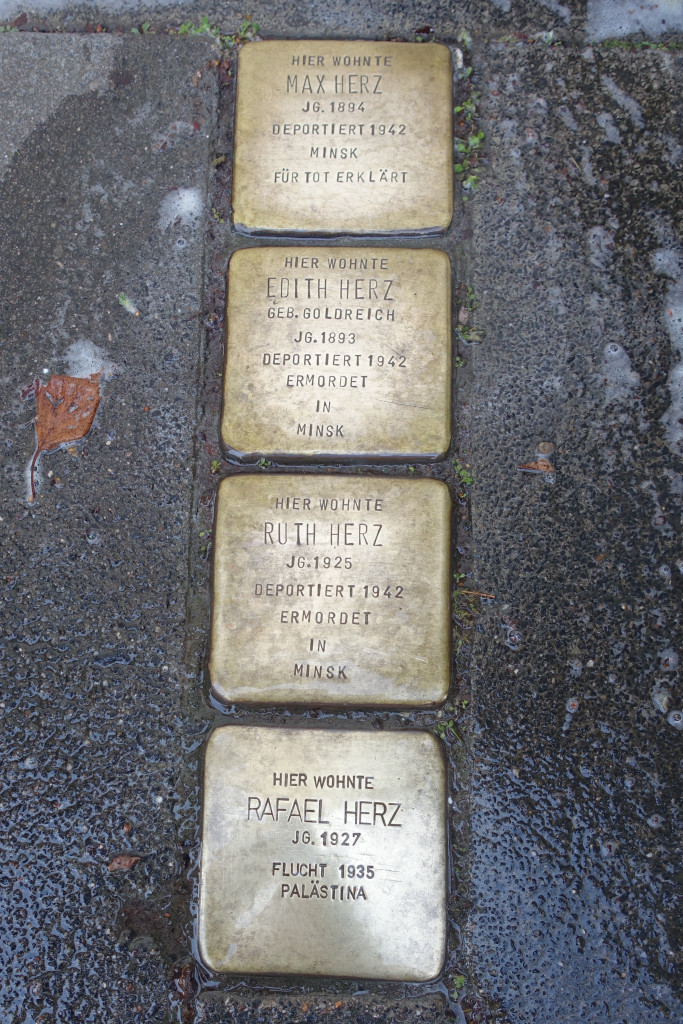 HIER WOHNTE
MAX HERZ
JG. 1894
DEPORTIERT 1942
MINSK
FÜR TOT ERKLÄRT
HIER WOHNTE
EDITH HERZ
GEB. GOLDREICH
JG. 1893
DEPORTIERT 1942
ERMORDET
IN
MINSK
HIER WOHNTE
RUTH HERZ
JG. 1925
DEPORTIERT 1942
ERMORDET
IN
MINSK
HIER WOHNTE
RAFAEL HERZ
JG. 1927
FLUCHT 1935
PALÄSTINA